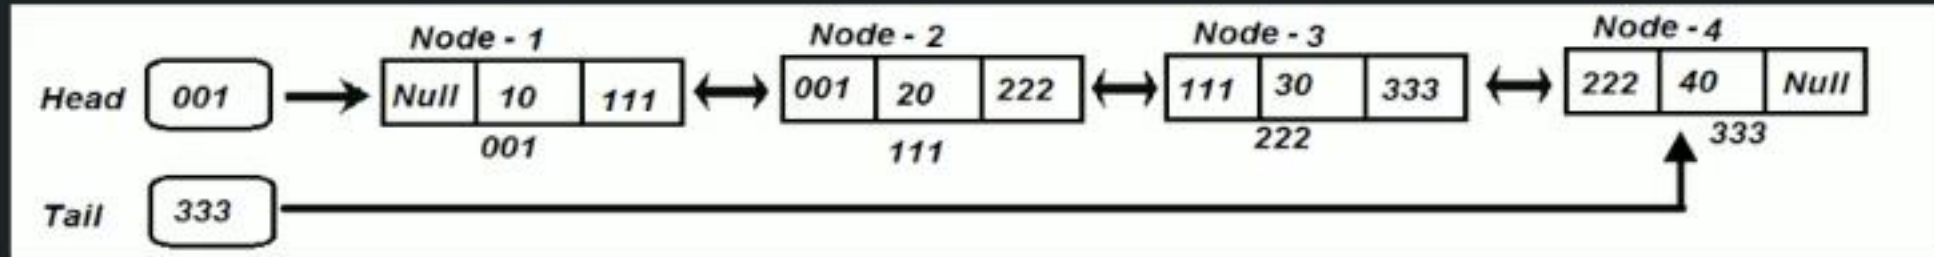 Node - 1 Node - 2 Node - 3 Node - 4
Head 001 Null 10 111 001 20 222 111 30 333 222 40 Null
001 111 222 333
Tail 333